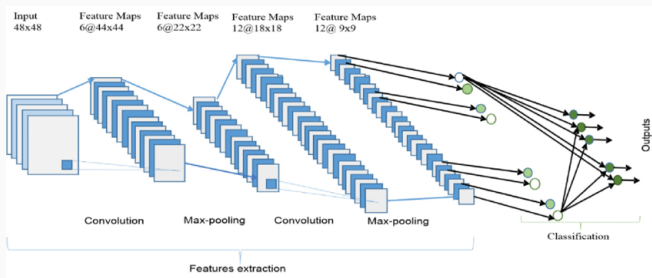 Input
48x48
Feature Maps
6@44x44
Feature Maps
6@22x22
Feature Maps
12@18x18
Feature Maps
12@ 9x9
Outputs
Convolution
Max-pooling
Convolution
Max-pooling
Classification
Features extraction